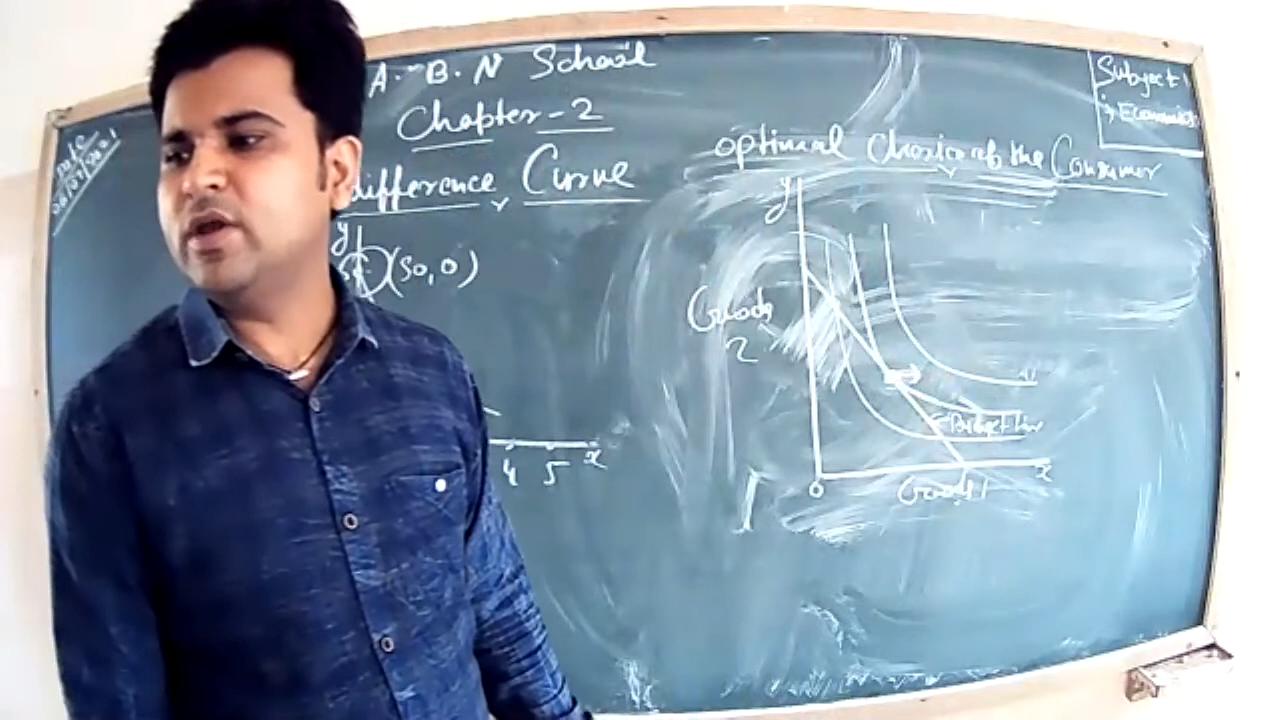 A.B.N School
Subject
Economics
Date
Chapter-2
difference Curve
optimal Choice of the Consumer
y
y
(50,0)
Goods
2
Budget line
4 5 x
0
Goods 1
x